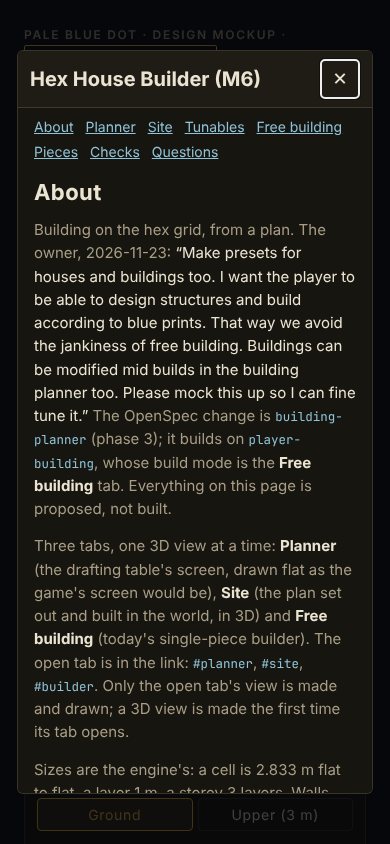 PALE BLUE DOT · DESIGN MOCKUP ·
Hex House Builder (M6)
×
About Planner Site Tunables Free building
Pieces Checks Questions
About
Building on the hex grid, from a plan. The
owner, 2026-11-23: “Make presets for
houses and buildings too. I want the player to
be able to design structures and build
according to blue prints. That way we avoid
the jankiness of free building. Buildings can
be modified mid builds in the building
planner too. Please mock this up so I can fine
tune it.” The OpenSpec change is building-
planner (phase 3); it builds on player-
building, whose build mode is the Free
building tab. Everything on this page is
proposed, not built.
Three tabs, one 3D view at a time: Planner
(the drafting table's screen, drawn flat as the
game's screen would be), Site (the plan set
out and built in the world, in 3D) and Free
building (today's single-piece builder). The
open tab is in the link: #planner, #site,
#builder. Only the open tab's view is made
and drawn; a 3D view is made the first time
its tab opens.
Sizes are the engine's: a cell is 2.833 m flat
to flat, a layer 1 m, a storey 3 layers. Walls
Ground Upper (3 m)